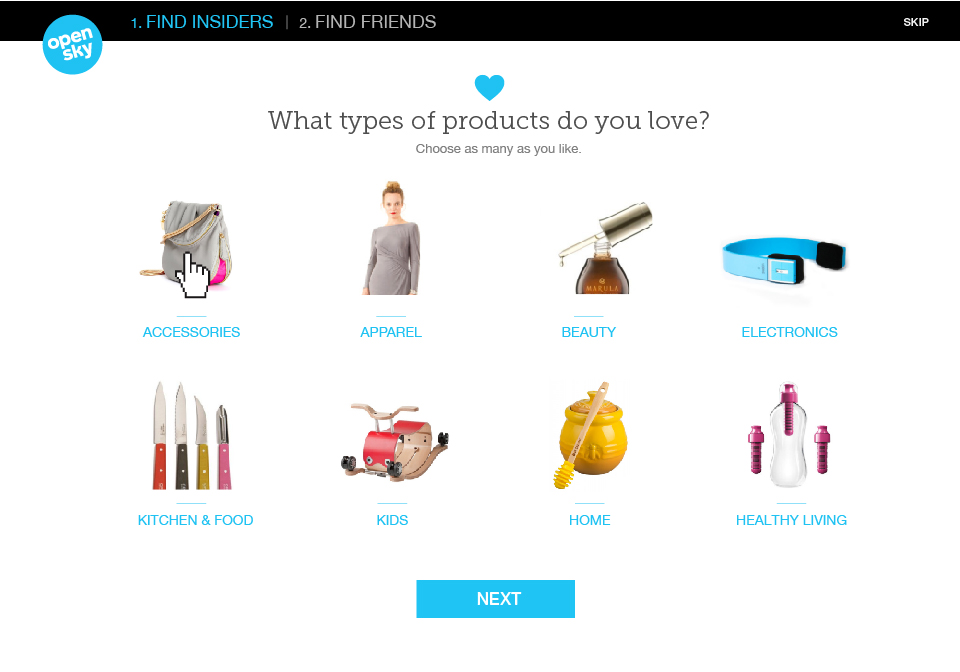 1. FIND INSIDERS | 2. FIND FRIENDS
SKIP
open
sky
What types of products do you love?
Choose as many as you like.
MARULA
ACCESSORIES
APPAREL
BEAUTY
ELECTRONICS
KITCHEN & FOOD
KIDS
HOME
HEALTHY LIVING
NEXT